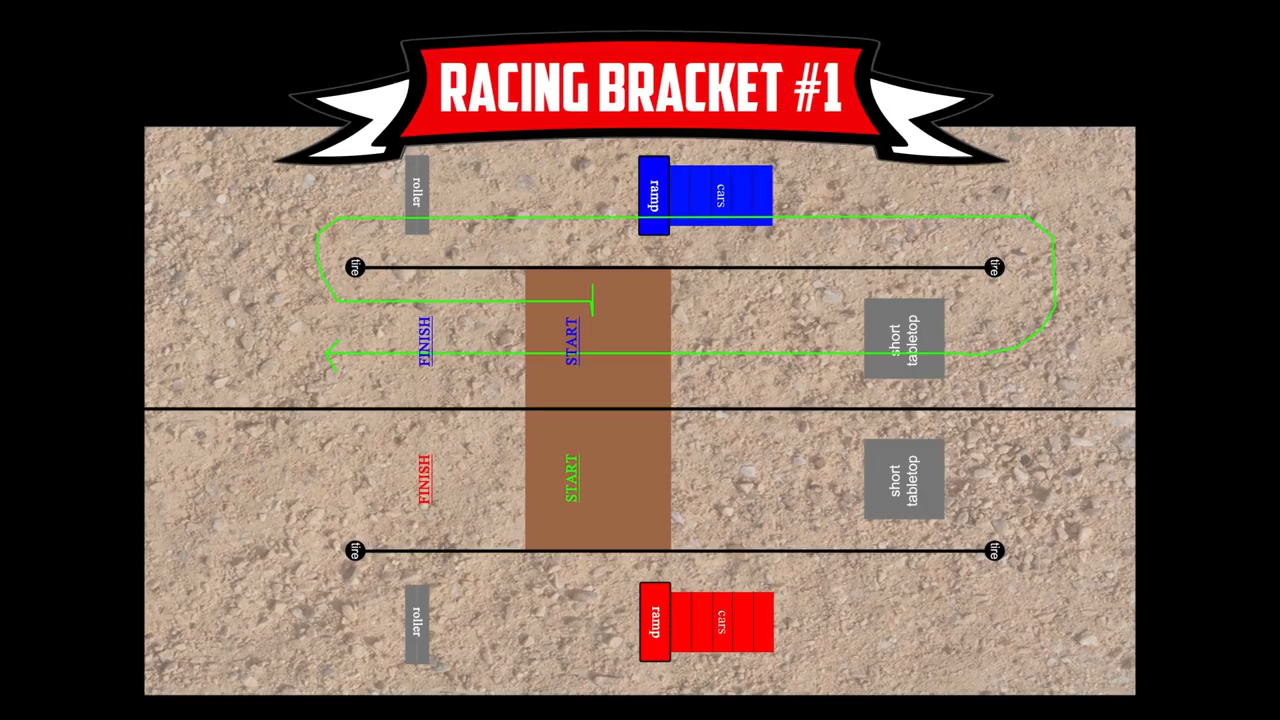 RACING BRACKET #1
roller
ramp
cars
tire
tire
FINISH
START
short
tabletop
FINISH
START
short
tabletop
tire
tire
roller
ramp
cars